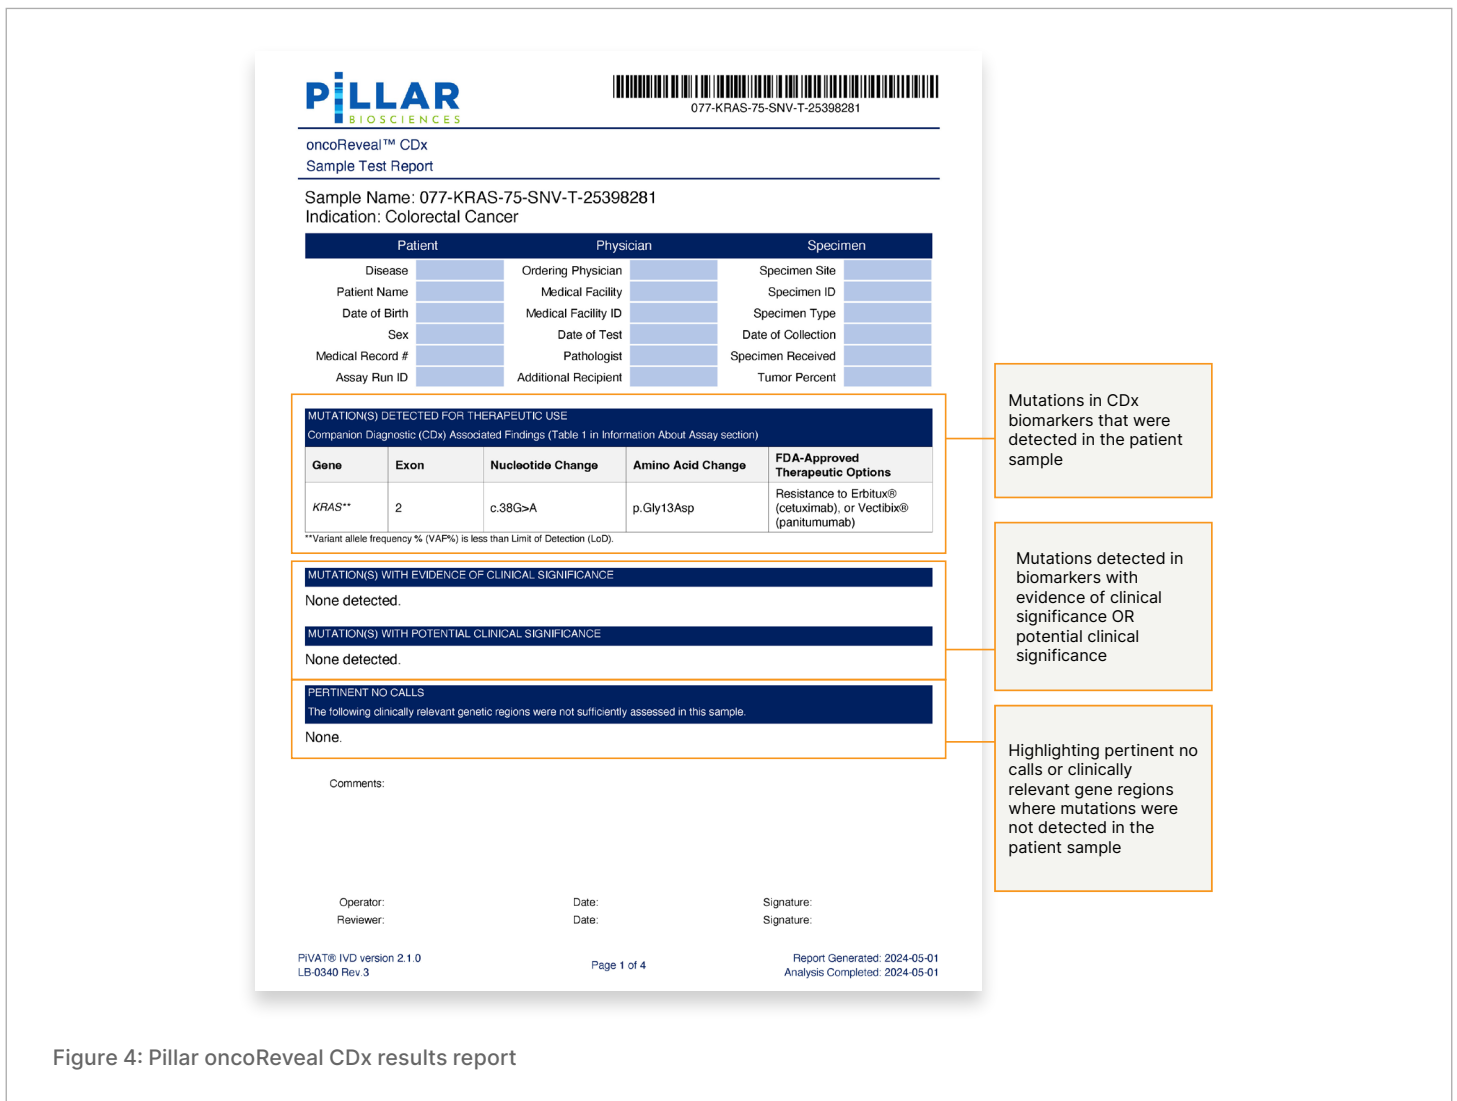 PiLLAR
BIOSCIENCES
077-KRAS-75-SNV-T-25398281
oncoReveal™ CDx
Sample Test Report
Sample Name: 077-KRAS-75-SNV-T-25398281
Indication: Colorectal Cancer
Patient Physician Specimen
Disease Ordering Physician Specimen Site
Patient Name Medical Facility Specimen ID
Date of Birth Medical Facility ID Specimen Type
Sex Date of Test Date of Collection
Medical Record # Pathologist Specimen Received
Assay Run ID Additional Recipient Tumor Percent
MUTATION(S) DETECTED FOR THERAPEUTIC USE
Companion Diagnostic (CDx) Associated Findings (Table 1 in Information About Assay section)
Gene Exon Nucleotide Change Amino Acid Change FDA-Approved
Therapeutic Options
KRAS** 2 c.38G>A p.Gly13Asp Resistance to Erbitux®
(cetuximab), or Vectibix®
(panitumumab)
**Variant allele frequency % (VAF%) is less than Limit of Detection (LoD).
Mutations in CDx
biomarkers that were
detected in the patient
sample
MUTATION(S) WITH EVIDENCE OF CLINICAL SIGNIFICANCE
None detected.
MUTATION(S) WITH POTENTIAL CLINICAL SIGNIFICANCE
None detected.
Mutations detected in
biomarkers with
evidence of clinical
significance OR
potential clinical
significance
PERTINENT NO CALLS
The following clinically relevant genetic regions were not sufficiently assessed in this sample.
None.
Highlighting pertinent no
calls or clinically
relevant gene regions
where mutations were
not detected in the
patient sample
Comments:
Operator: Date: Signature:
Reviewer: Date: Signature:
PiVAT® IVD version 2.1.0
LB-0340 Rev.3
Page 1 of 4
Report Generated: 2024-05-01
Analysis Completed: 2024-05-01
Figure 4: Pillar oncoReveal CDx results report